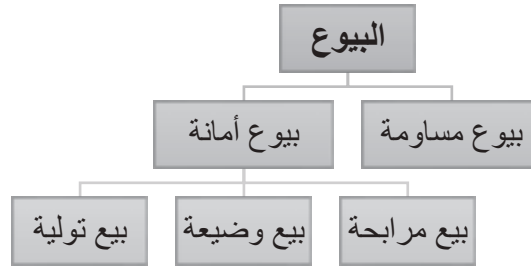 البيوع
بيوع مساومة
بيوع أمانة
بيع مرابحة
بيع وضيعة
بيع تولية